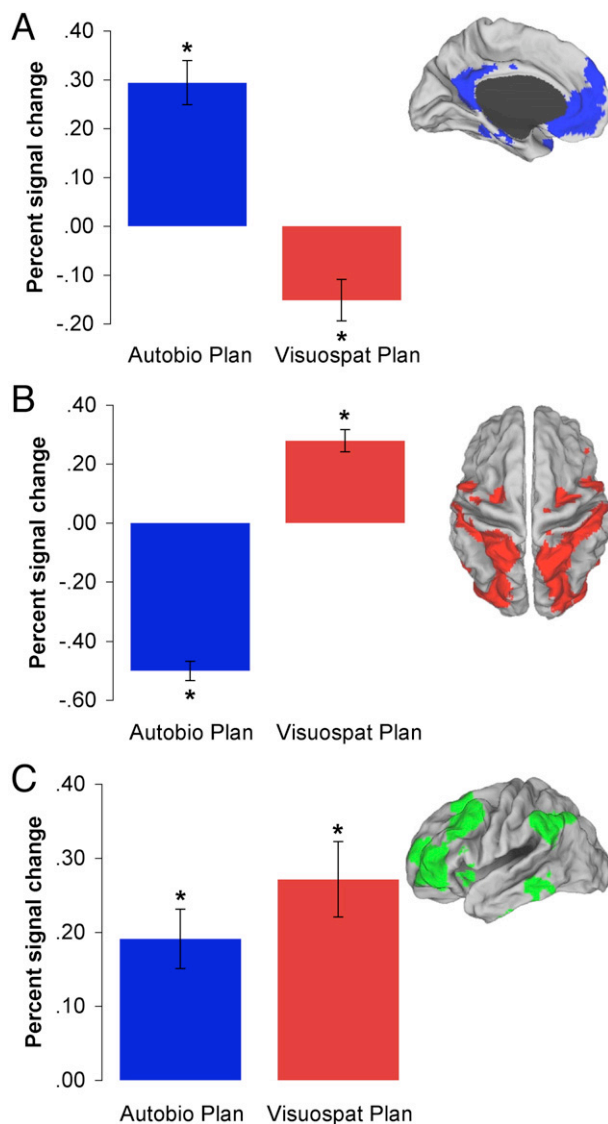 A
Percent signal change
.40
.30
.20
.10
.00
-.10
-.20
*
*
Autobio Plan Visuospat Plan
B
Percent signal change
.40
.20
.00
-.20
-.40
-.60
*
*
Autobio Plan Visuospat Plan
C
Percent signal change
.40
.30
.20
.10
.00
*
*
Autobio Plan Visuospat Plan